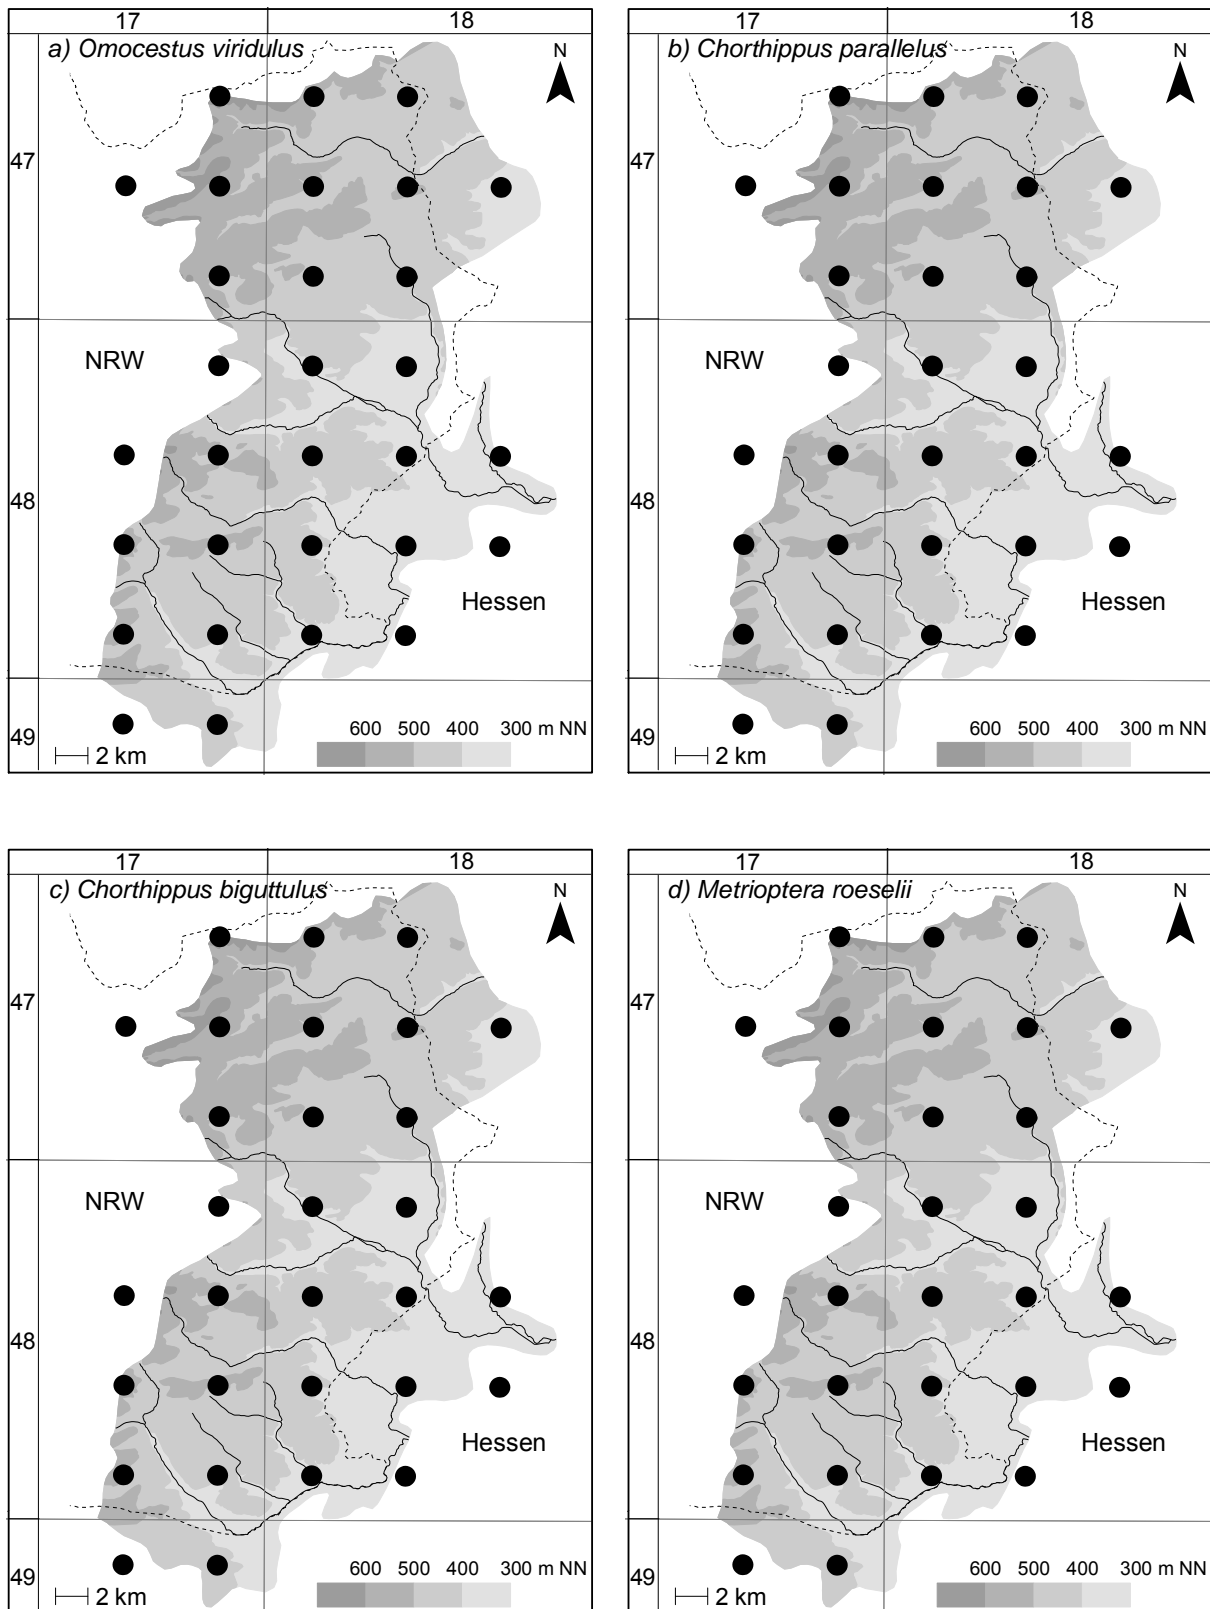 17 18
a) Omocestus viridulus
N
47
NRW
48
Hessen
600 500 400 300 m NN
49
2 km
17 18
b) Chorthippus parallelus
N
47
NRW
48
Hessen
600 500 400 300 m NN
49
2 km
17 18
c) Chorthippus biguttulus
N
47
NRW
48
Hessen
600 500 400 300 m NN
49
2 km
17 18
d) Metrioptera roeselii
N
47
NRW
48
Hessen
600 500 400 300 m NN
49
2 km